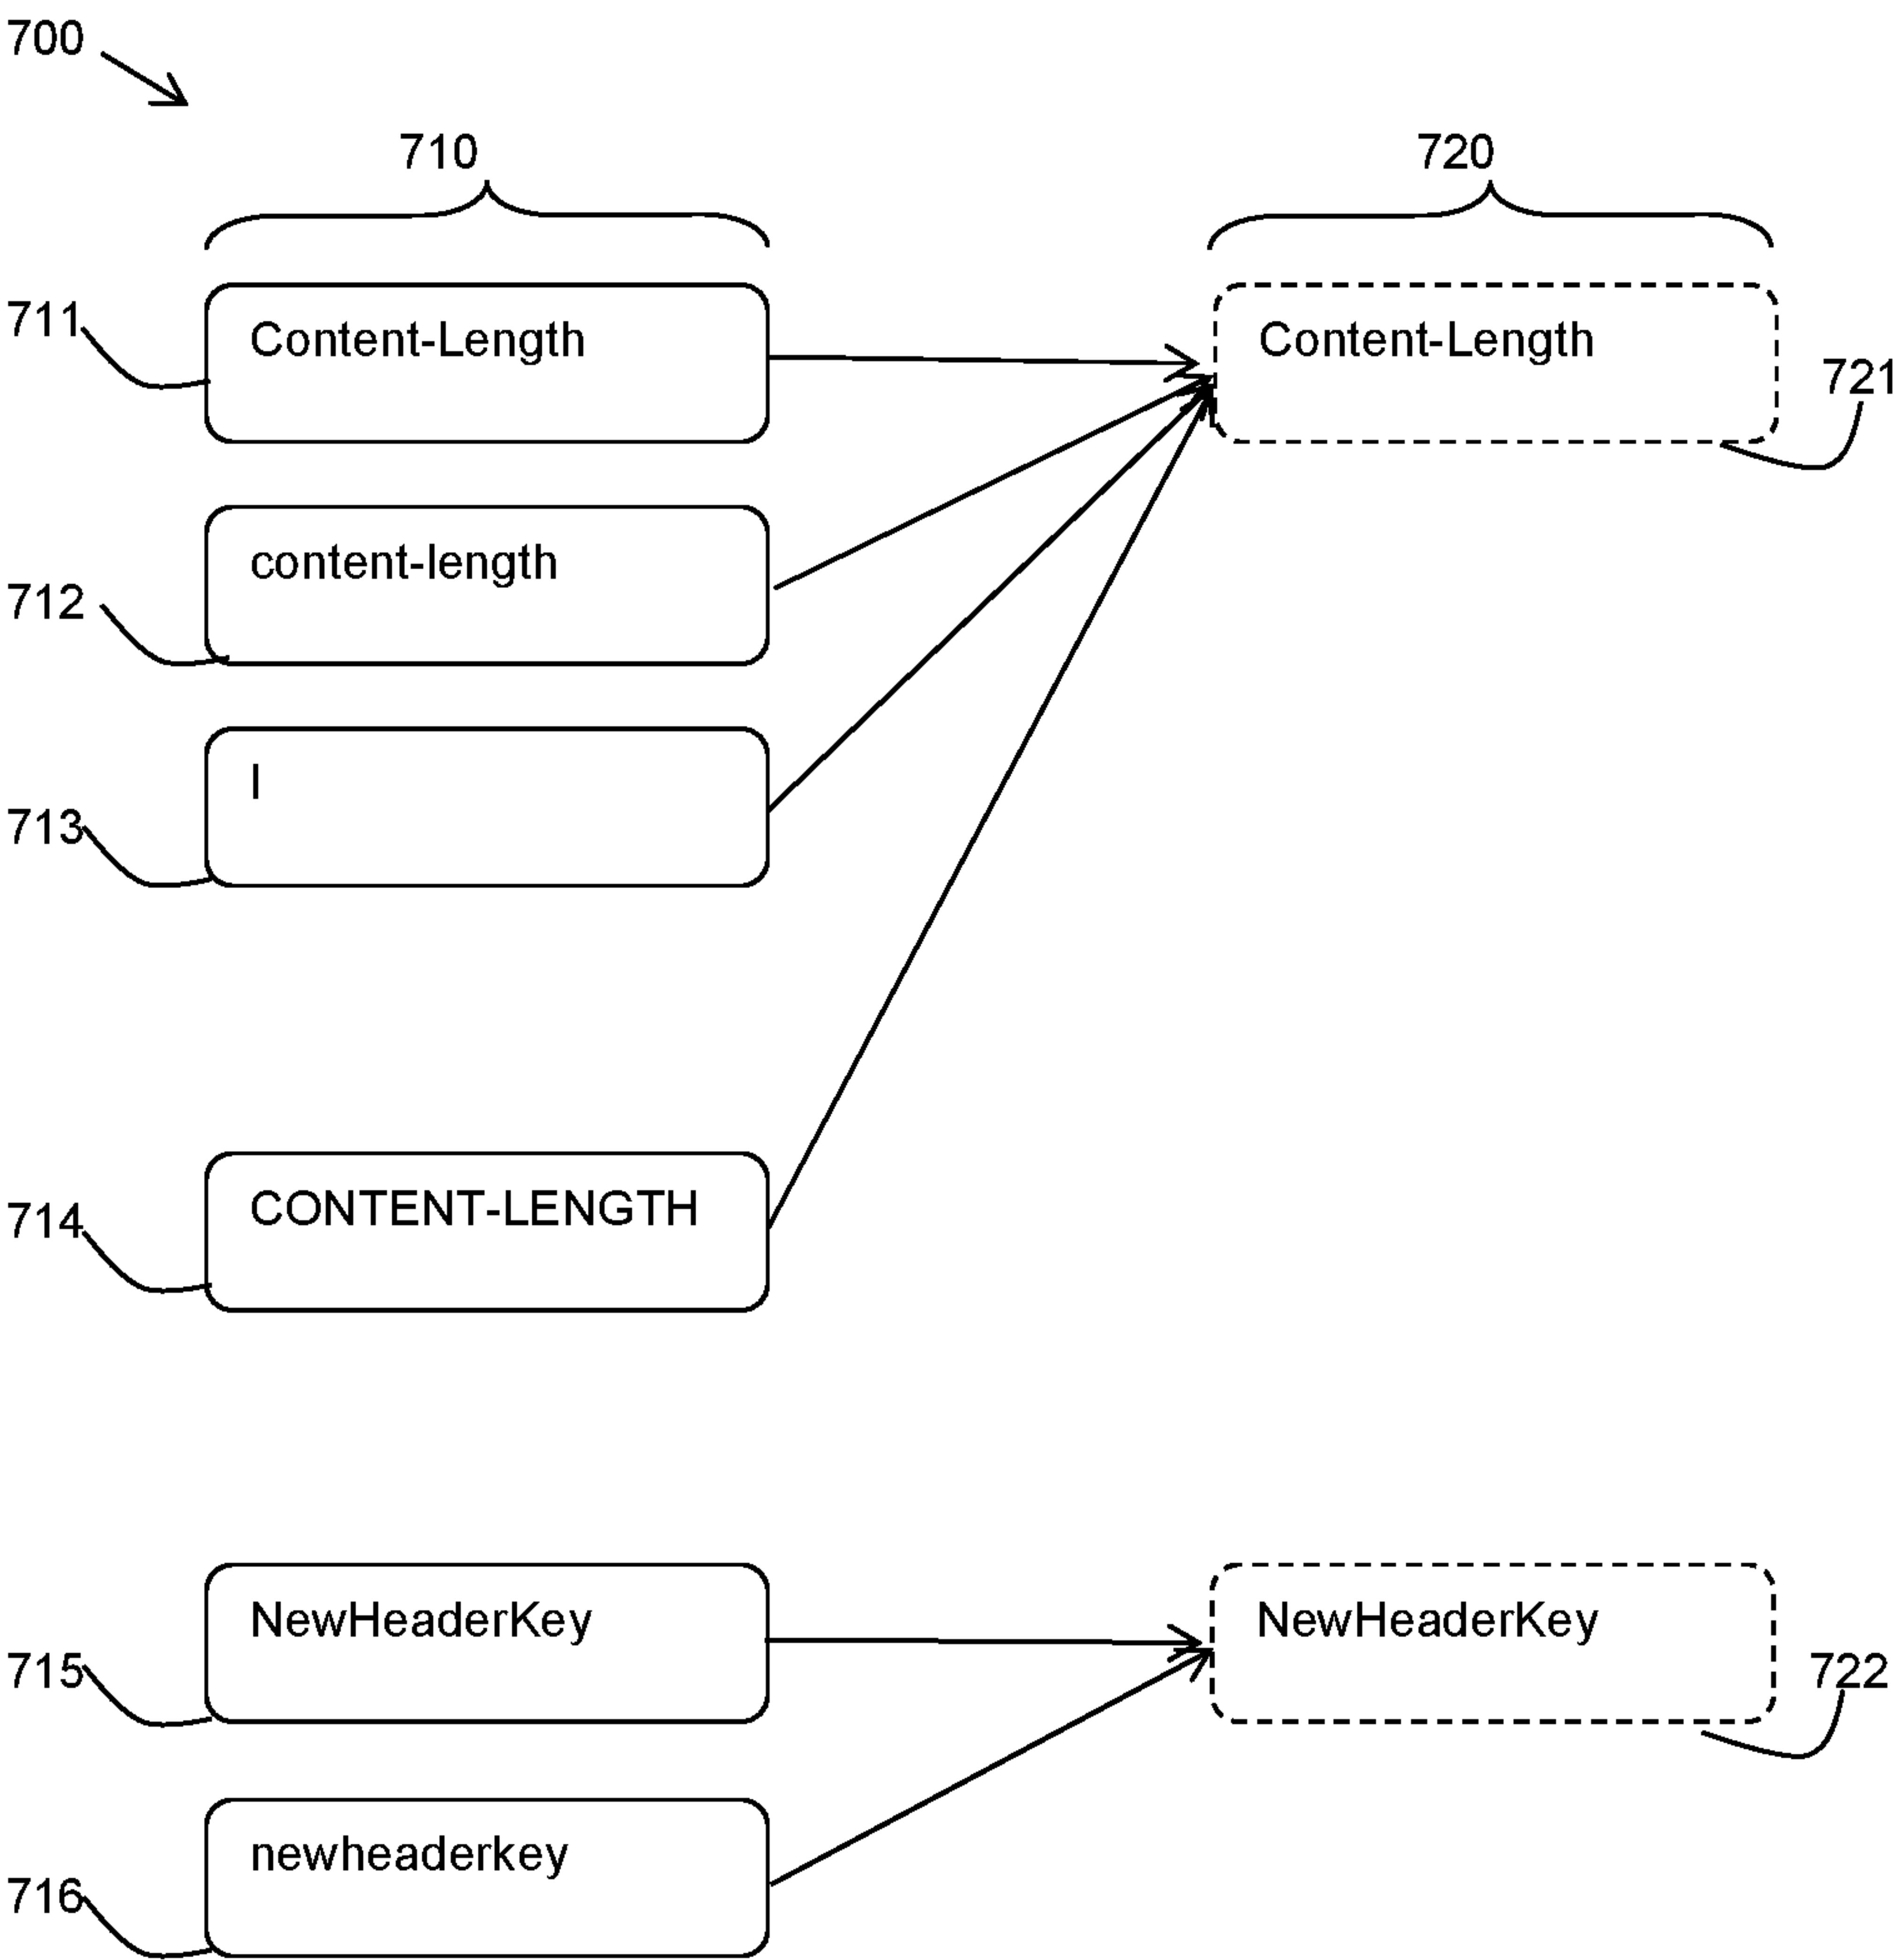 700
710
720
711
Content-Length
Content-Length
721
content-length
712
l
713
CONTENT-LENGTH
714
NewHeaderKey
NewHeaderKey
715
722
newheaderkey
716